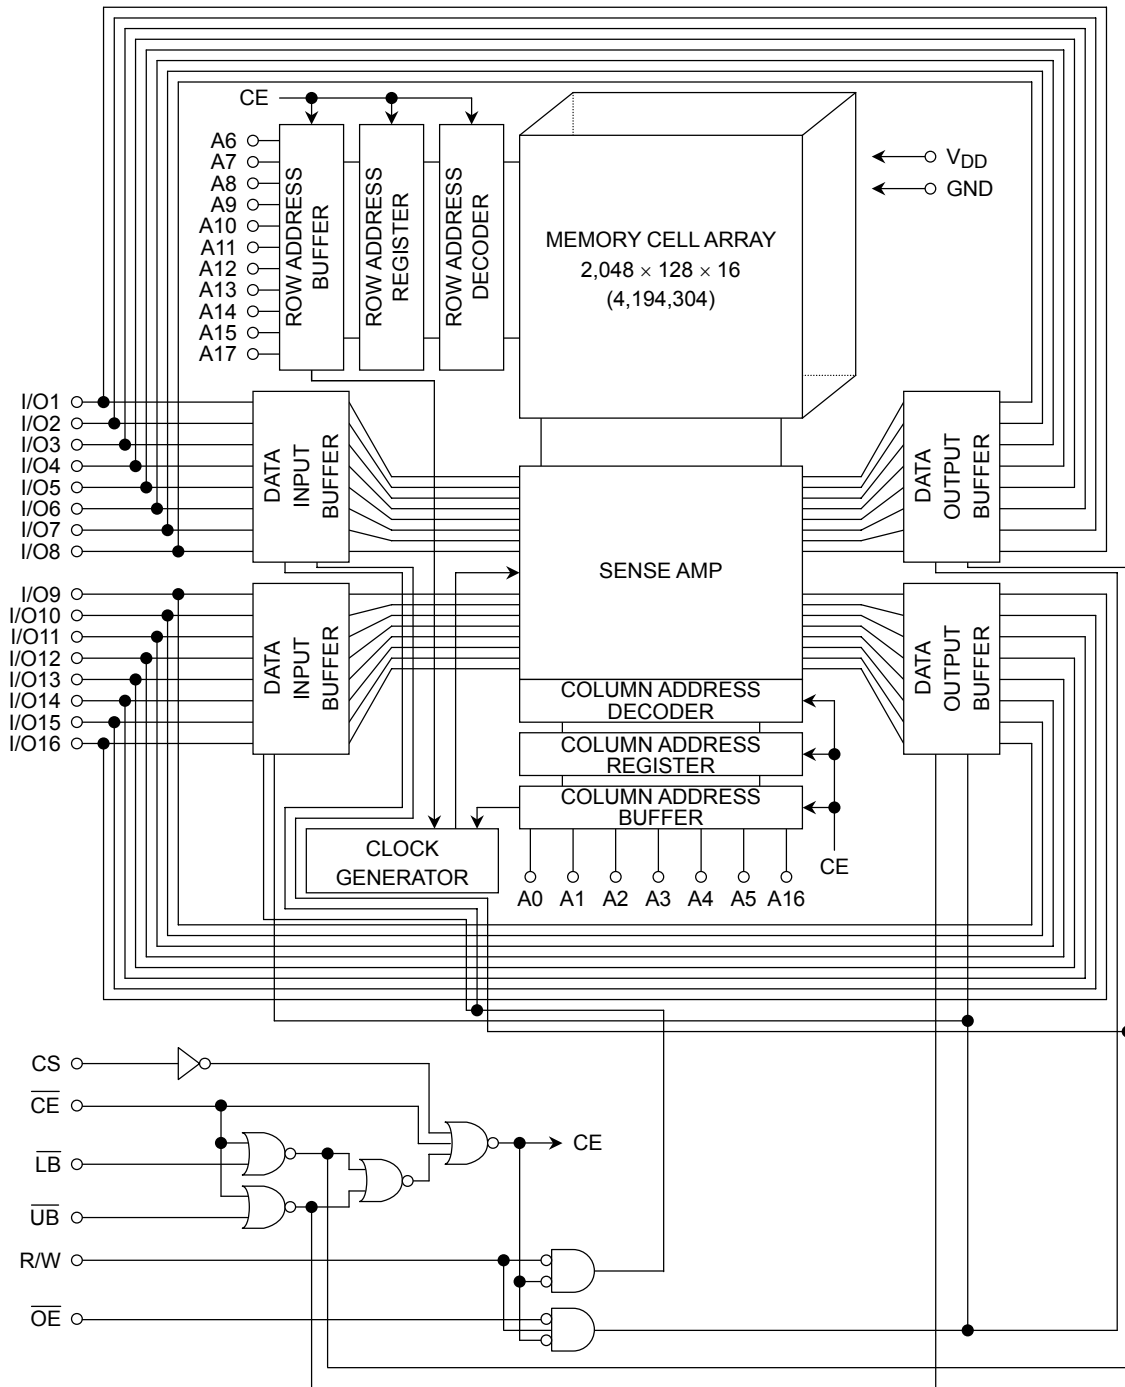 CE
A6
A7
A8
A9
A10
A11
A12
A13
A14
A15
A17
ROW ADDRESS
BUFFER
ROW ADDRESS
REGISTER
ROW ADDRESS
DECODER
MEMORY CELL ARRAY
2,048 × 128 × 16
(4,194,304)
VDD
GND
I/O1
I/O2
I/O3
I/O4
I/O5
I/O6
I/O7
I/O8
DATA
INPUT
BUFFER
SENSE AMP
DATA
OUTPUT
BUFFER
I/O9
I/O10
I/O11
I/O12
I/O13
I/O14
I/O15
I/O16
DATA
INPUT
BUFFER
DATA
OUTPUT
BUFFER
COLUMN ADDRESS
DECODER
COLUMN ADDRESS
REGISTER
COLUMN ADDRESS
BUFFER
CLOCK
GENERATOR
CE
A0
A1
A2
A3
A4
A5
A16
CS
C̅E̅
CE
L̅B̅
U̅B̅
R/W
O̅E̅